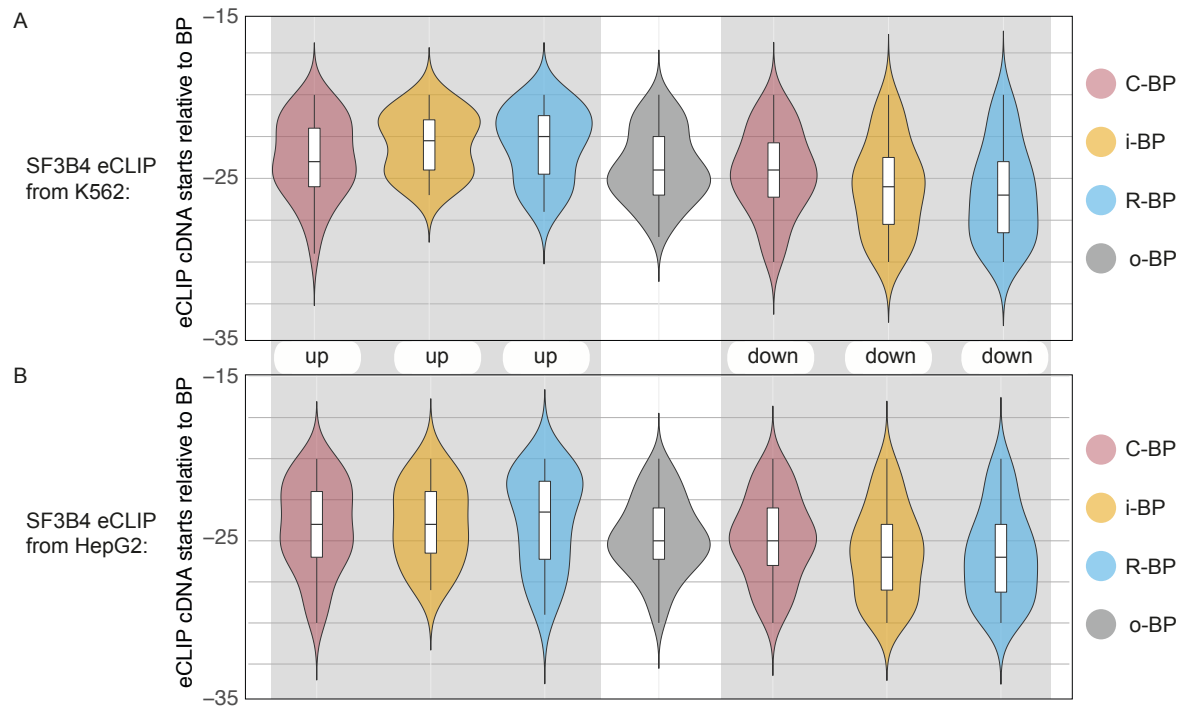 A
eCLIP cDNA starts relative to BP
−15
−25
−35
SF3B4 eCLIP
from K562:
C-BP
i-BP
R-BP
o-BP
up
up
up
down
down
down
B
eCLIP cDNA starts relative to BP
−15
−25
−35
SF3B4 eCLIP
from HepG2:
C-BP
i-BP
R-BP
o-BP